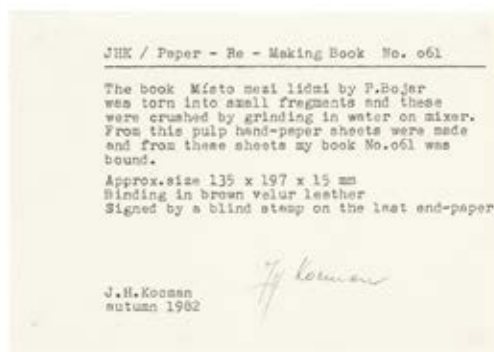 JHK / Paper - Re - Making Book No. o61
The book Místo mezi lidmi by P.Bojar
was torn into small fragments and these
were crushed by grinding in water on mixer.
From this pulp hand-paper sheets were made
and from these sheets my book No.o61 was
bound.
Approx.size 135 x 197 x 15 mm
Binding in brown velur leather
Signed by a blind stamp on the last end-paper
J.H.Kocman
autumn 1982